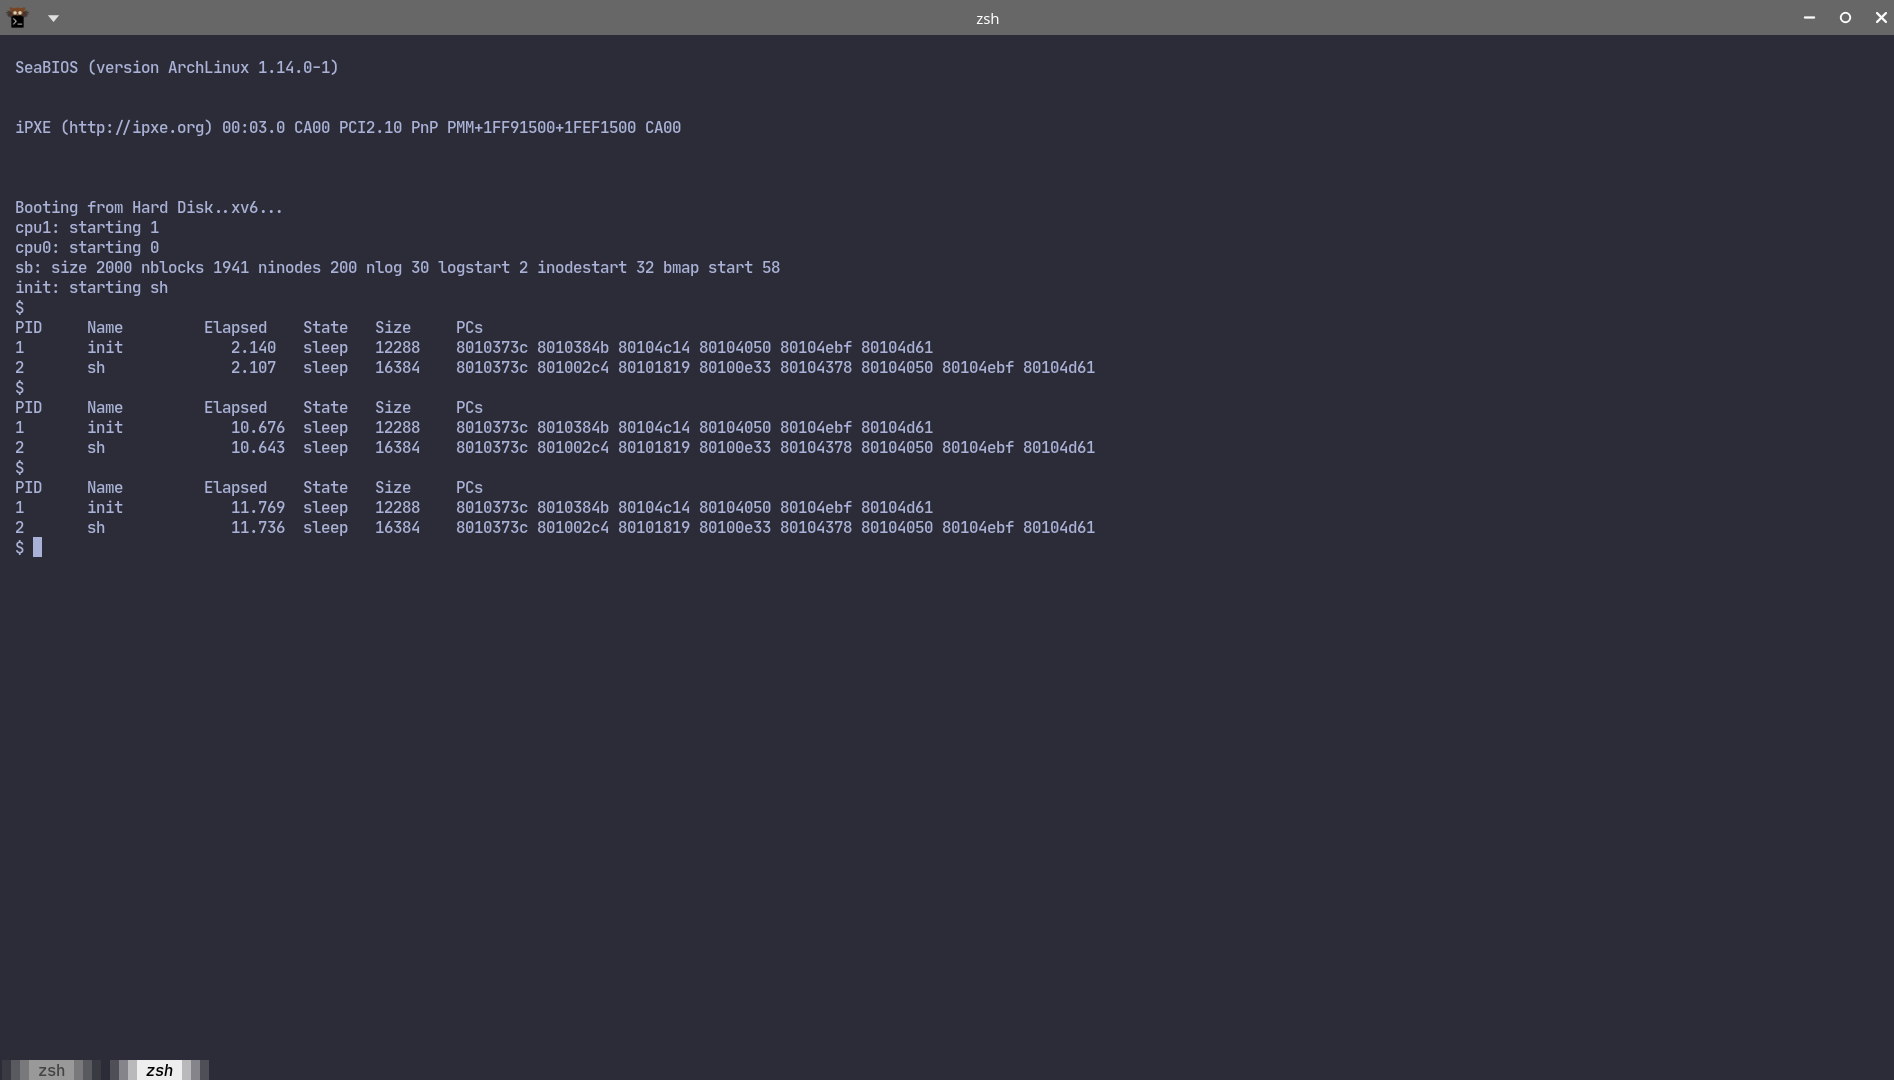 zsh
SeaBIOS (version ArchLinux 1.14.0-1)
iPXE (http://ipxe.org) 00:03.0 CA00 PCI2.10 PnP PMM+1FF91500+1FEF1500 CA00
Booting from Hard Disk..xv6...
cpu1: starting 1
cpu0: starting 0
sb: size 2000 nblocks 1941 ninodes 200 nlog 30 logstart 2 inodestart 32 bmap start 58
init: starting sh
$
PID     Name         Elapsed    State   Size     PCs
1       init            2.140   sleep   12288    8010373c 8010384b 80104c14 80104050 80104ebf 80104d61
2       sh              2.107   sleep   16384    8010373c 801002c4 80101819 80100e33 80104378 80104050 80104ebf 80104d61
$
PID     Name         Elapsed    State   Size     PCs
1       init            10.676  sleep   12288    8010373c 8010384b 80104c14 80104050 80104ebf 80104d61
2       sh              10.643  sleep   16384    8010373c 801002c4 80101819 80100e33 80104378 80104050 80104ebf 80104d61
$
PID     Name         Elapsed    State   Size     PCs
1       init            11.769  sleep   12288    8010373c 8010384b 80104c14 80104050 80104ebf 80104d61
2       sh              11.736  sleep   16384    8010373c 801002c4 80101819 80100e33 80104378 80104050 80104ebf 80104d61
$
zsh zsh